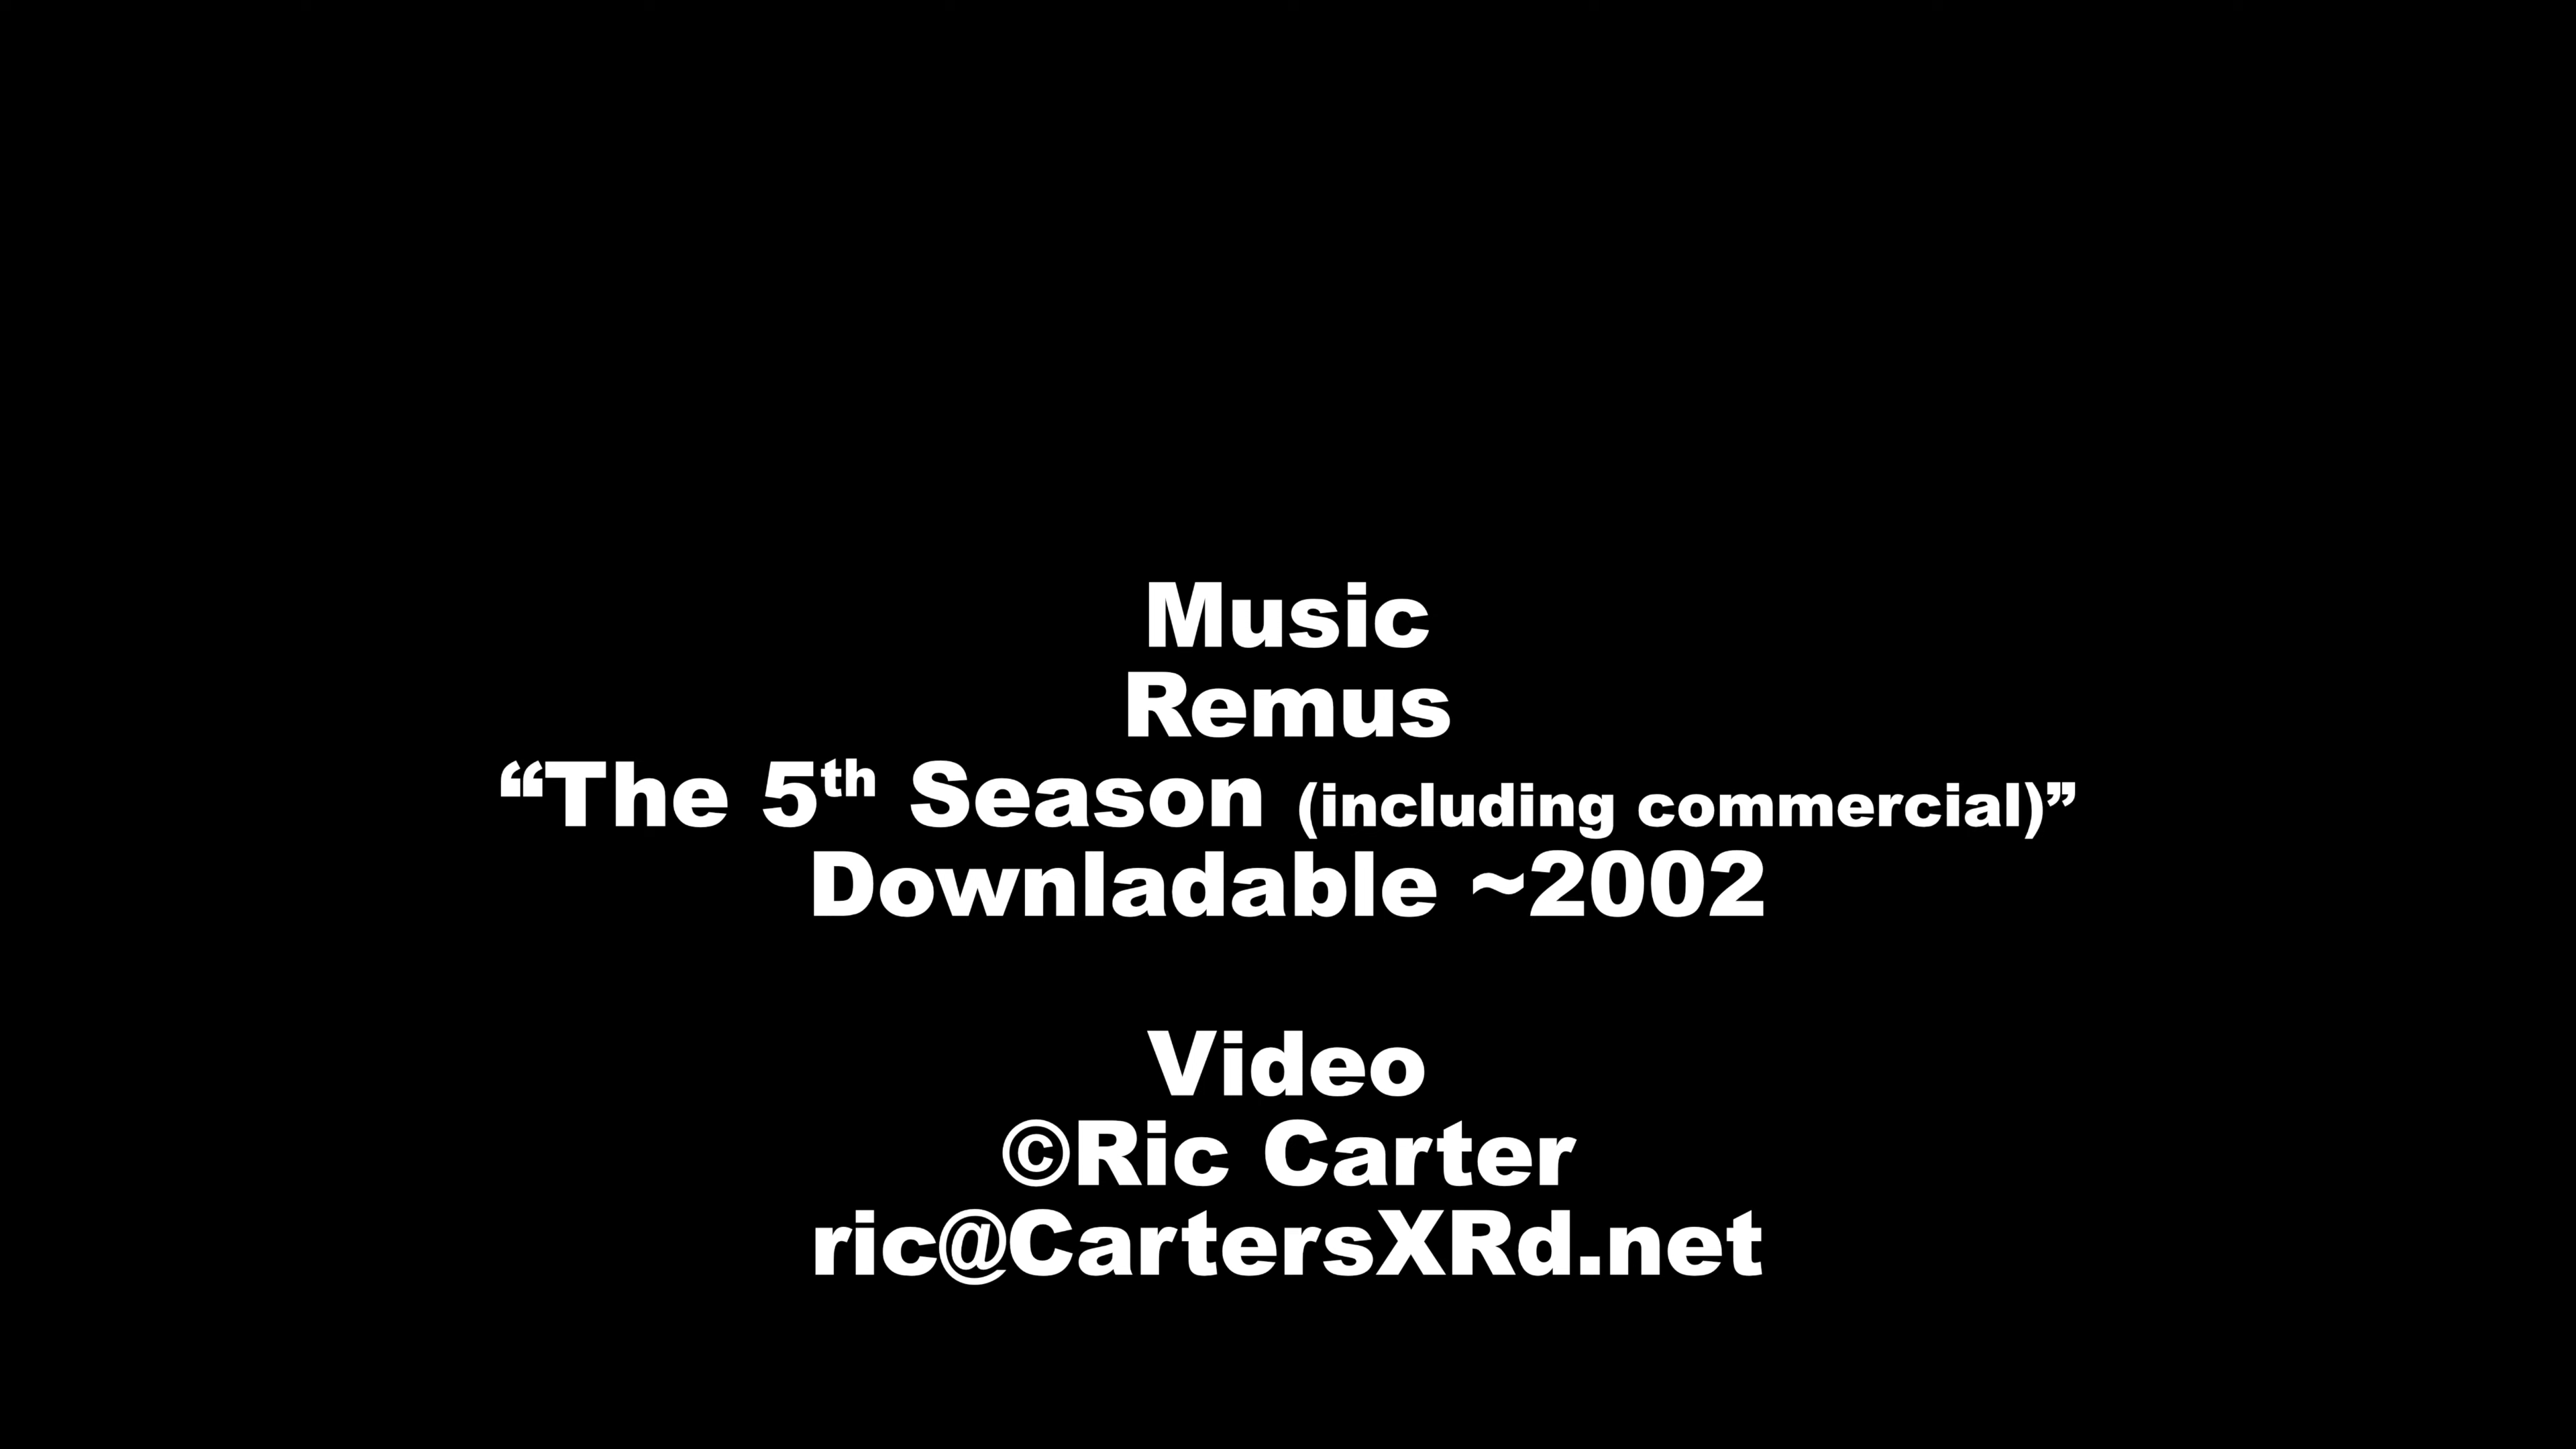 Music
Remus
“The 5th Season (including commercial)”
Downladable ~2002
Video
©Ric Carter
ric@CartersXRd.net